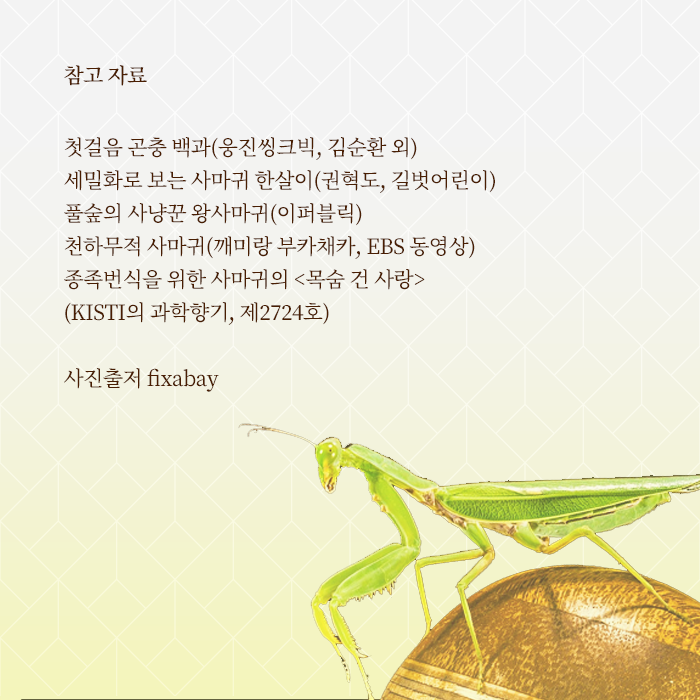 참고 자료
첫걸음 곤충 백과(웅진씽크빅, 김순환 외)
세밀화로 보는 사마귀 한살이(권혁도, 길벗어린이)
풀숲의 사냥꾼 왕사마귀(이퍼블릭)
천하무적 사마귀(깨미랑 부카채카, EBS 동영상)
종족번식을 위한 사마귀의 <목숨 건 사랑>
(KISTI의 과학향기, 제2724호)
사진출저 fixabay